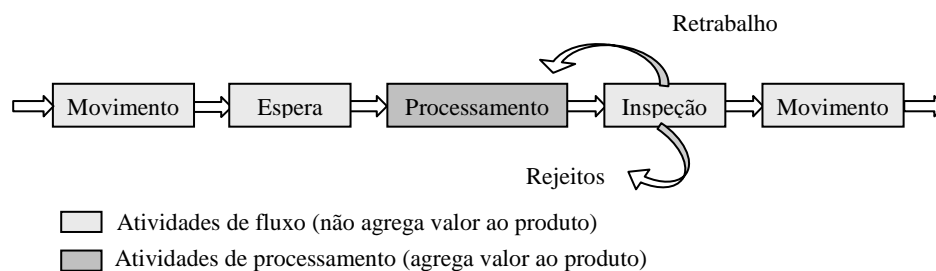 Retrabalho
Movimento Espera Processamento Inspeção Movimento
Rejeitos
Atividades de fluxo (não agrega valor ao produto)
Atividades de processamento (agrega valor ao produto)